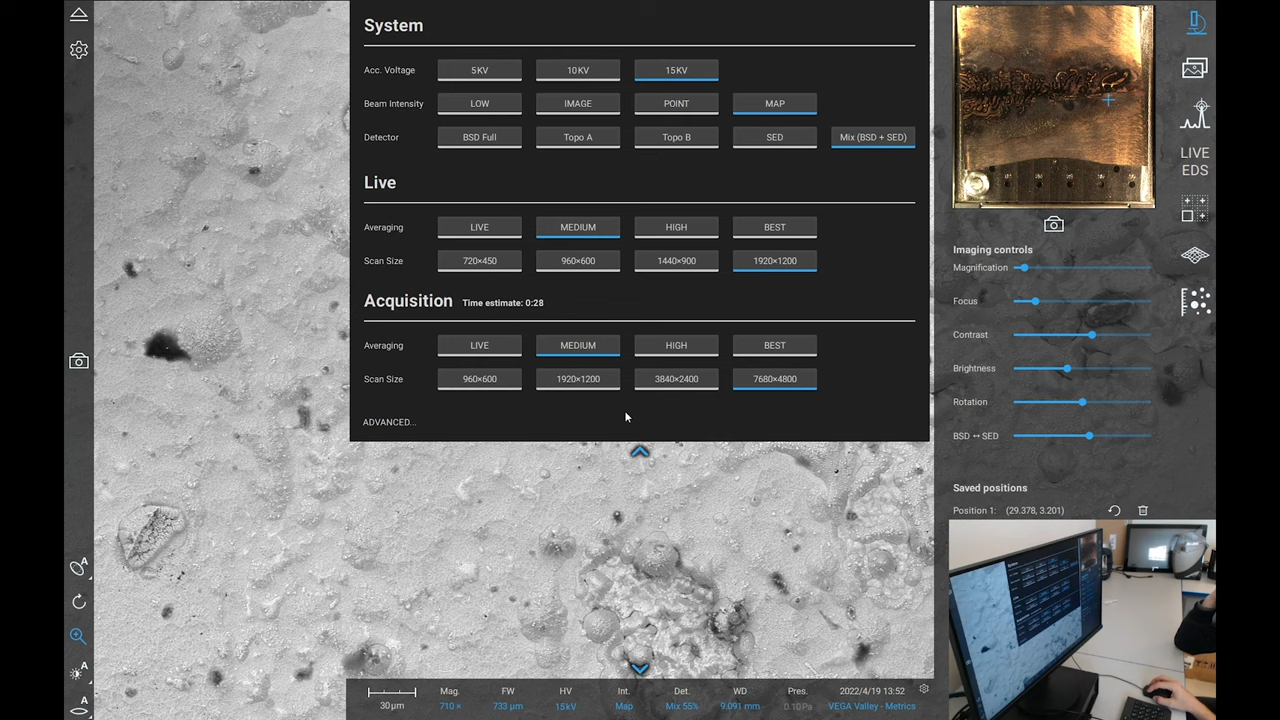 System
Acc. Voltage 5KV 10KV 15KV
Beam Intensity LOW IMAGE POINT MAP
Detector BSD Full Topo A Topo B SED Mix (BSD + SED)
Live
Averaging LIVE MEDIUM HIGH BEST
Scan Size 720×450 960×600 1440×900 1920×1200
Acquisition Time estimate: 0:28
Averaging LIVE MEDIUM HIGH BEST
Scan Size 960×600 1920×1200 3840×2400 7680×4800
ADVANCED...
LIVE
EDS
Imaging controls
Magnification
Focus
Contrast
Brightness
Rotation
BSD ↔ SED
Saved positions
Position 1: (29.378, 3.201)
A
A
A
30µm
Mag. FW HV Int. Det. WD Pres. 2022/4/19 13:52
710 × 733 µm 15kV Map Mix 55% 9.091 mm 0.10 Pa VEGA Valley - Metrics